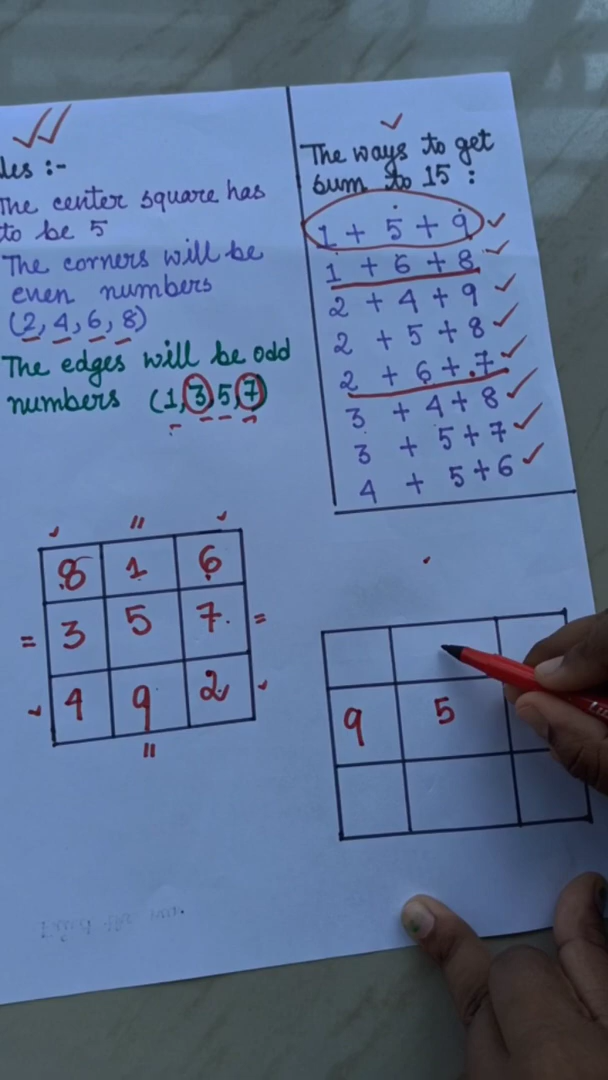 les :-
The center square has
to be 5
The corners will be
even numbers
(2, 4, 6, 8)
The edges will be odd
numbers (1, 3, 5, 7)
The ways to get
sum to 15 :
1 + 5 + 9
1 + 6 + 8
2 + 4 + 9
2 + 5 + 8
2 + 6 + 7
3 + 4 + 8
3 + 5 + 7
4 + 5 + 6
8 1 6
3 5 7
4 9 2
9 5